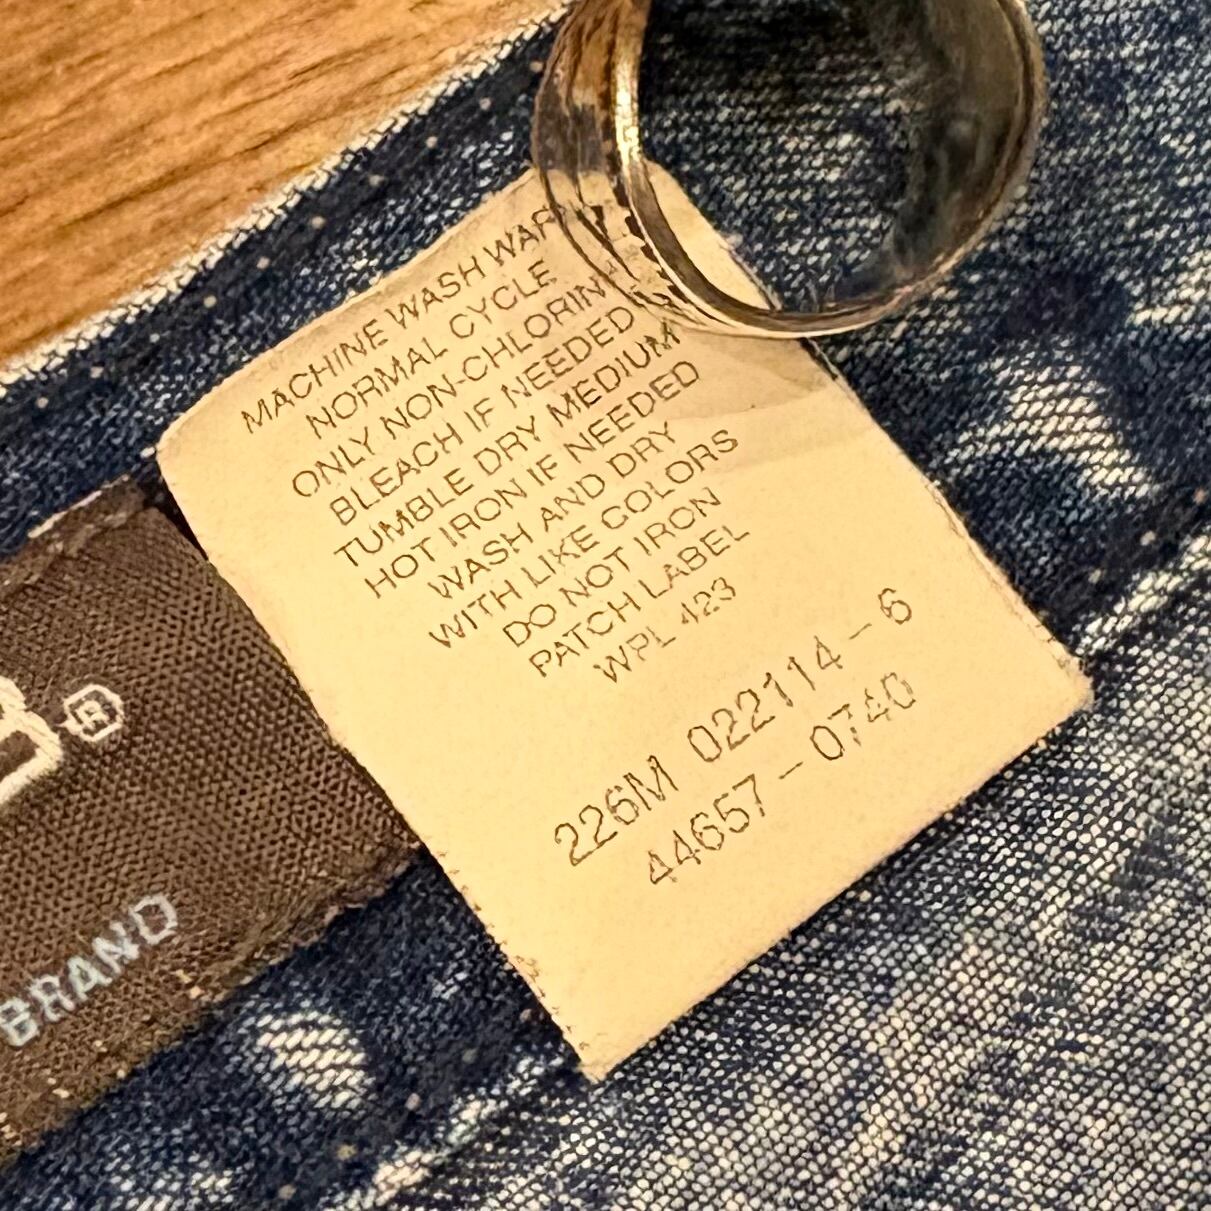 MACHINE WASH
NORMAL CYCLE
ONLY NON-CHLORIN
BLEACH IF NEEDED
TUMBLE DRY MEDIUM
HOT IRON IF NEEDED
WASH AND DRY
WITH LIKE COLORS
DO NOT IRON
PATCH LABEL
WPL 423
226M 022114-6
44657-0740
B®
BRAND